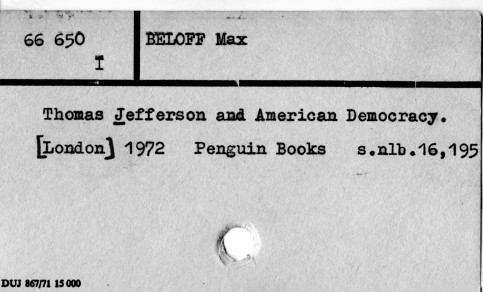 66 650
I
BELOFF Max
Thomas Jefferson and American Democracy.
[London] 1972 Penguin Books s.nlb.16,195
DUJ 867/71 15 000